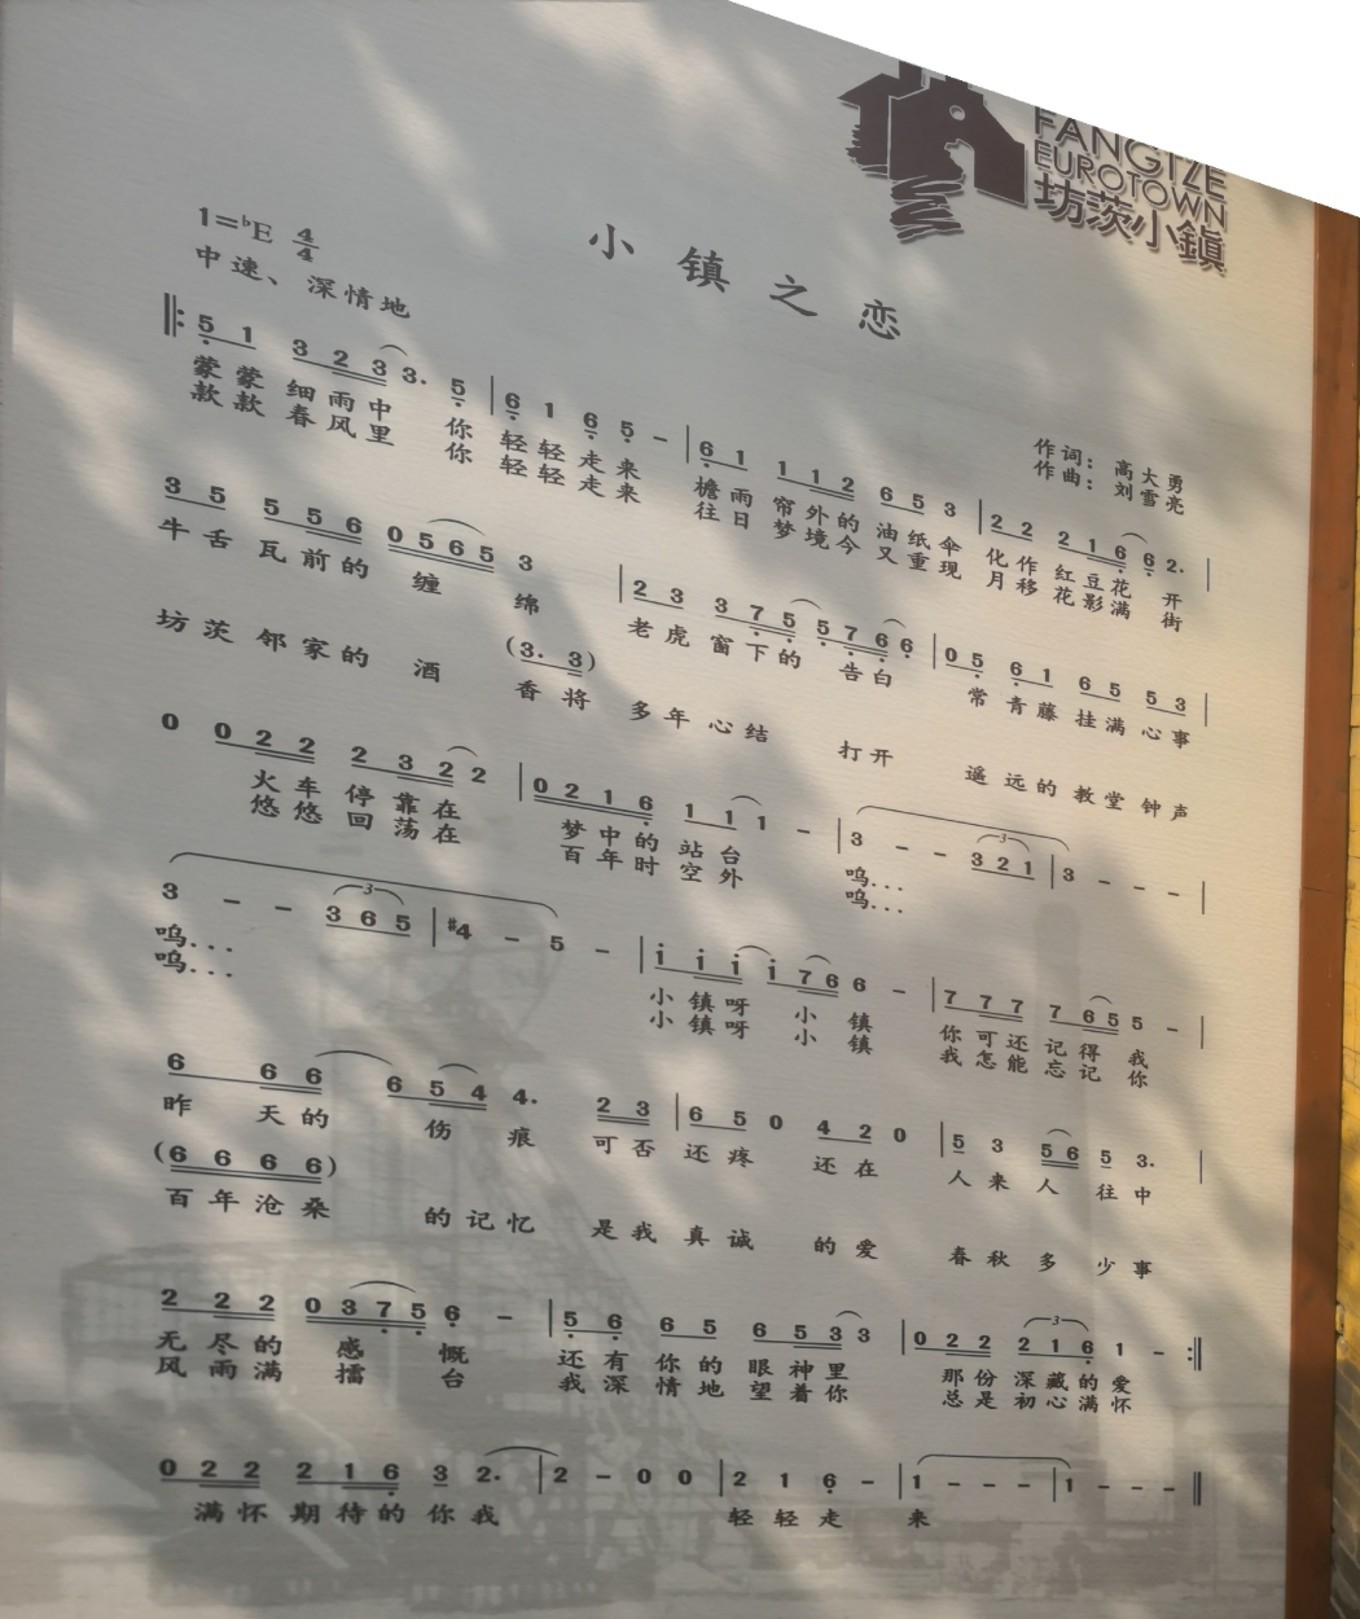 FANGTZE
EUROTOWN
坊茨小鎮
小镇之恋
1=♭E 4/4
中速、深情地
作词：高大勇
作曲：刘雪亮
5 1 3 2 3 3. 5 | 6 1 6 5 - | 6 1 1 1 2 6 5 3 | 2 2 2 1 6 6 2. |
蒙蒙细雨中 你 轻轻走来 檐雨帘外的油纸伞 化作红豆花 开
款款春风里 你 轻轻走来 往日梦境今又重现 月移花影满 街
3 5 5 5 6 0 5 6 5 3 | 2 3 3 7 5 5 7 6 6 | 0 5 6 1 6 5 5 3 |
牛舌瓦前的 缠 绵 老虎窗下的 告白 常青藤挂满心事
(3. 3)
坊茨邻家的 酒 香将 多年心结 打开 遥远的教堂钟声
0 0 2 2 2 3 2 2 | 0 2 1 6 1 1 1 - | 3 - - 3 2 1 | 3 - - - |
火车停靠在 梦中的站台 呜...
悠悠回荡在 百年时空外 呜...
3 - - 3 6 5 | #4 - 5 - | i i i i 7 6 6 - | 7 7 7 7 6 5 5 - |
呜... 小镇呀 小 镇 你可还记得 我
呜... 小镇呀 小 镇 我怎能忘记 你
6 6 6 6 5 4 4. 2 3 | 6 5 0 4 2 0 | 5 3 5 6 5 3. |
昨 天的 伤 痕 可否 还疼 还在 人来人 往中
(6 6 6 6)
百年沧桑 的记忆 是我真诚 的爱 春秋多 少事
2 2 2 0 3 7 5 6 - | 5 6 6 5 6 5 3 3 | 0 2 2 2 1 6 1 - :||
无尽的 感 慨 还有你的眼神里 那份深藏的爱
风雨满 擂 台 我深情地望着你 总是初心满怀
0 2 2 2 1 6 3 2. | 2 - 0 0 | 2 1 6 - | 1 - - - | 1 - - - ||
满怀期待的你我 轻轻走 来